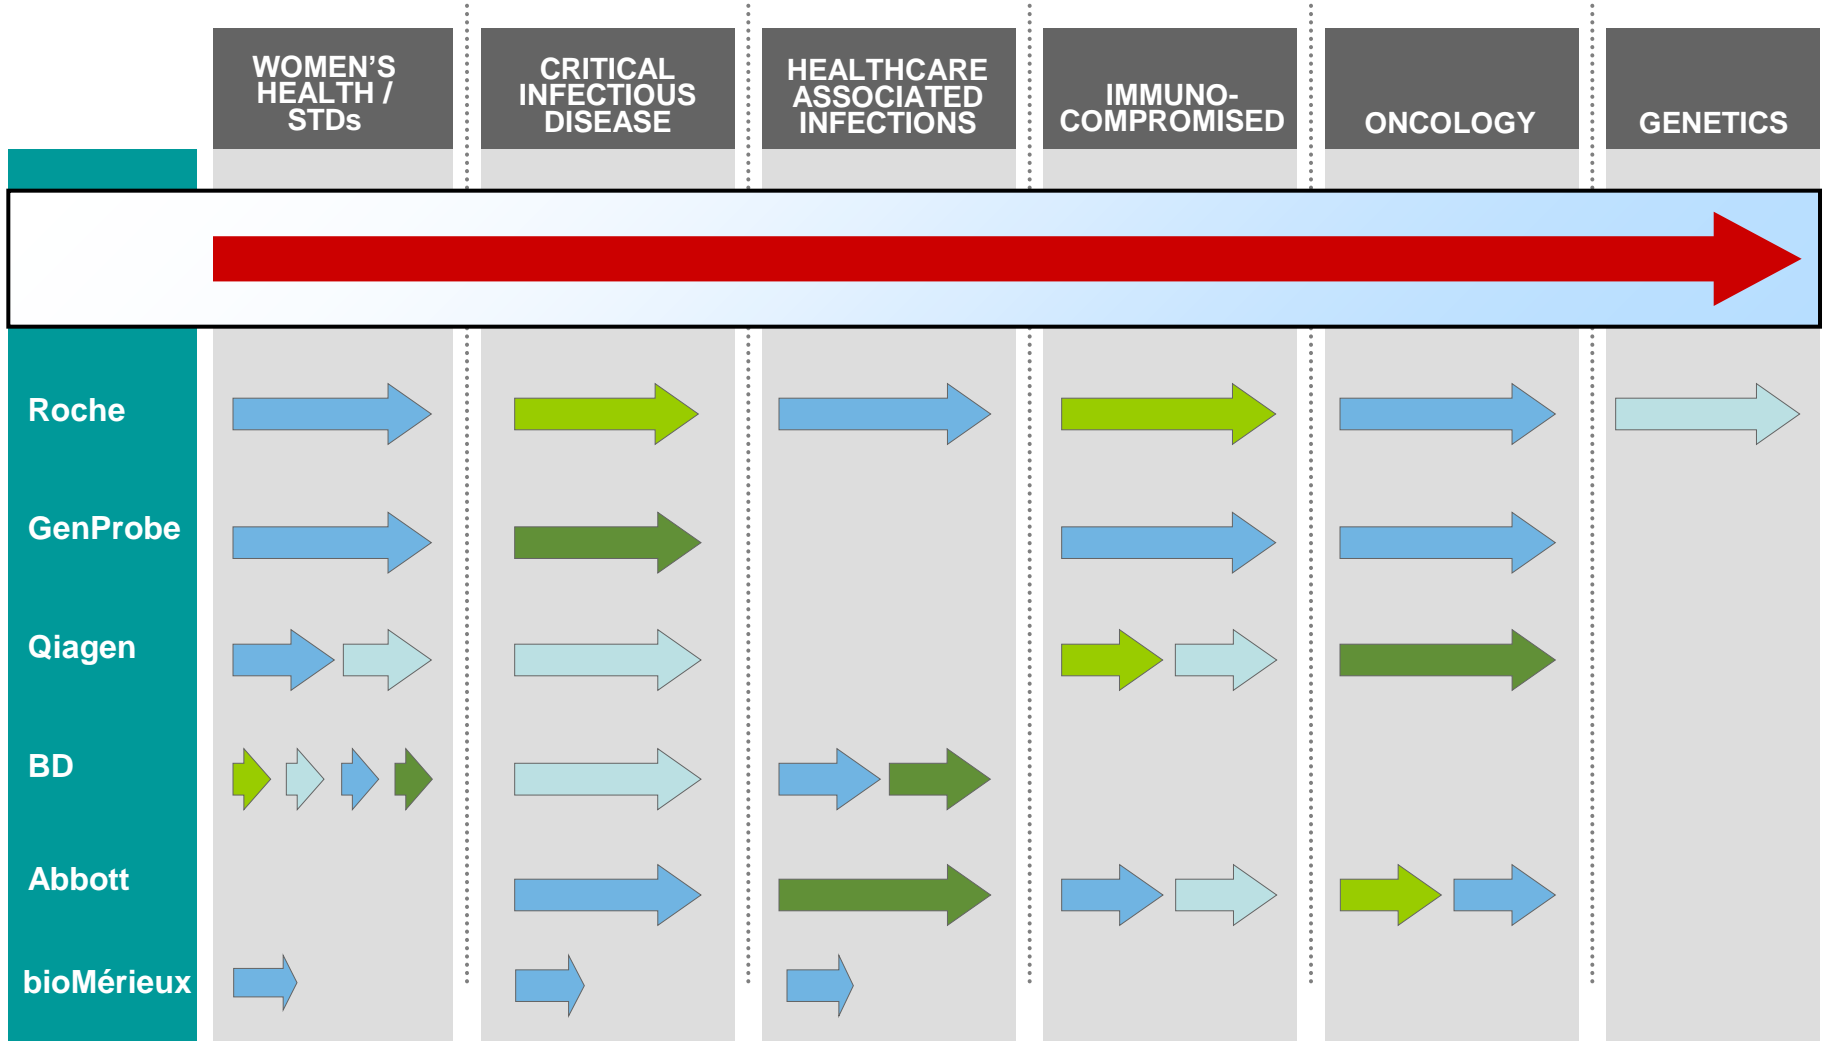 WOMEN’S
HEALTH /
STDs
CRITICAL
INFECTIOUS
DISEASE
HEALTHCARE
ASSOCIATED
INFECTIONS
IMMUNO-
COMPROMISED
ONCOLOGY
GENETICS
Roche
GenProbe
Qiagen
BD
Abbott
bioMérieux